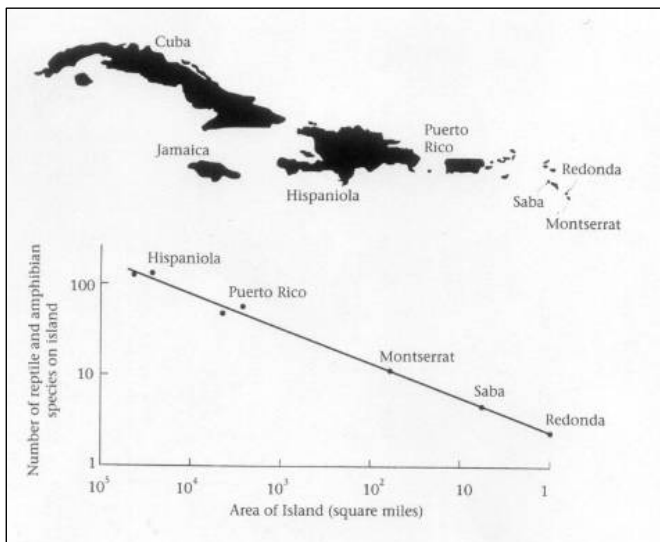 Cuba
Jamaica
Hispaniola
Puerto
Rico
Redonda
Saba
Montserrat
Number of reptile and amphibian
species on island
100
10
1
Hispaniola
Puerto Rico
Montserrat
Saba
Redonda
10⁵
10⁴
10³
10²
10
1
Area of Island (square miles)